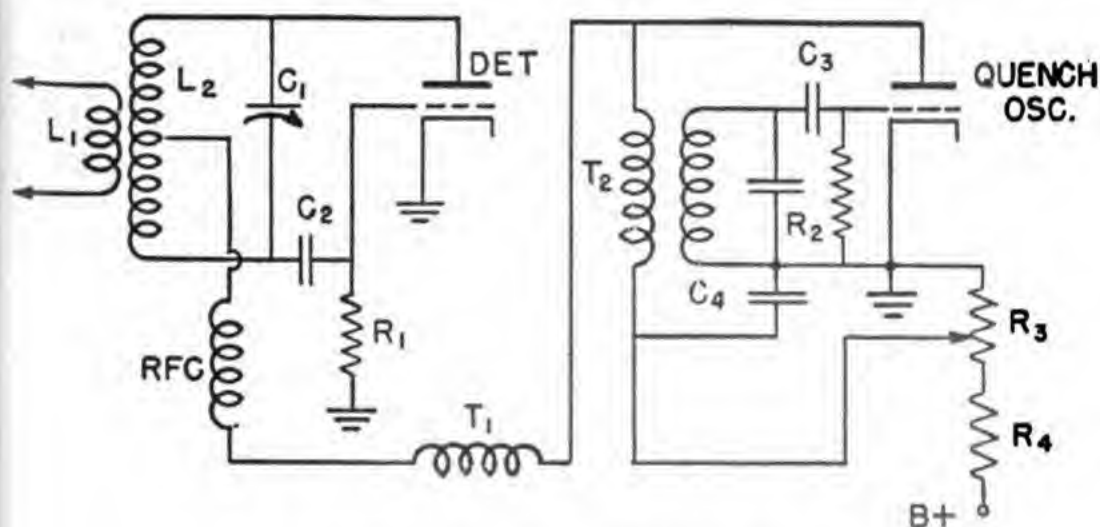 L1
L2
C1
DET
C2
R1
RFC
T1
T2
C3
QUENCH
OSC.
R2
C4
R3
R4
B+